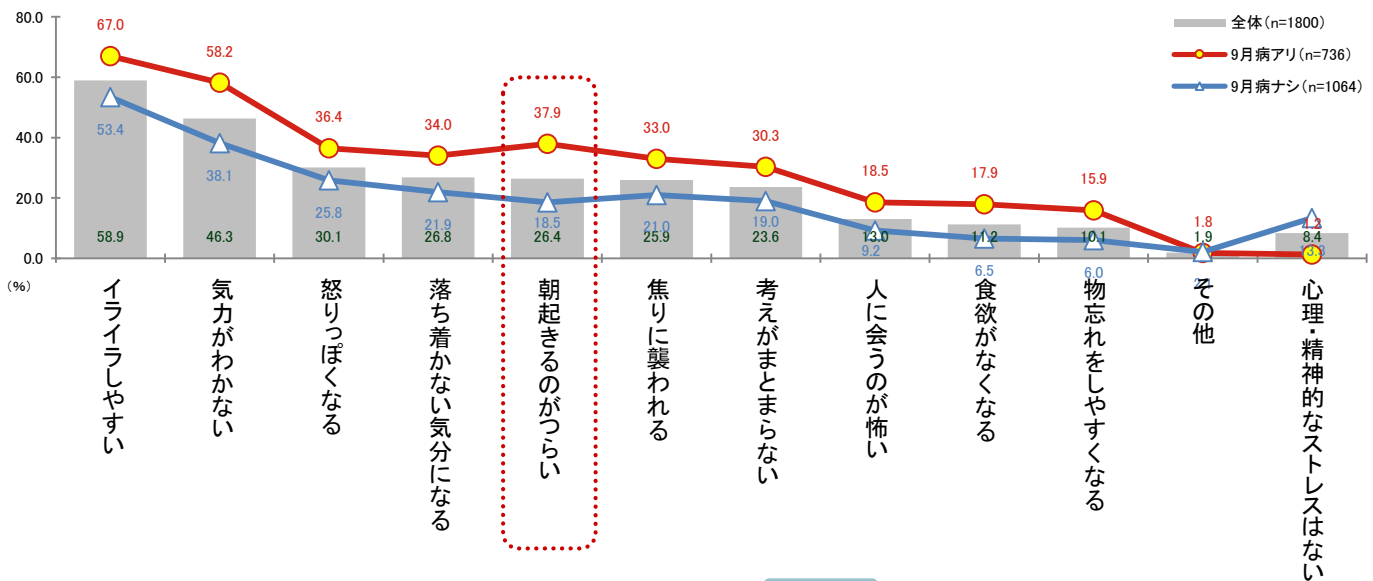 80.0
60.0
40.0
20.0
0.0
(%)
全体(n=1800)
9月病アリ(n=736)
9月病ナシ(n=1064)
67.0
58.2
36.4
34.0
37.9
33.0
30.3
18.5
17.9
15.9
1.8
1.2
53.4
38.1
25.8
21.9
18.5
21.0
19.0
9.2
6.5
6.0
2.1
13.3
58.9
46.3
30.1
26.8
26.4
25.9
23.6
13.0
11.2
10.1
1.9
8.4
イライラしやすい
気力がわかない
怒りっぽくなる
落ち着かない気分になる
朝起きるのがつらい
焦りに襲われる
考えがまとまらない
人に会うのが怖い
食欲がなくなる
物忘れをしやすくなる
その他
心理・精神的なストレスはない